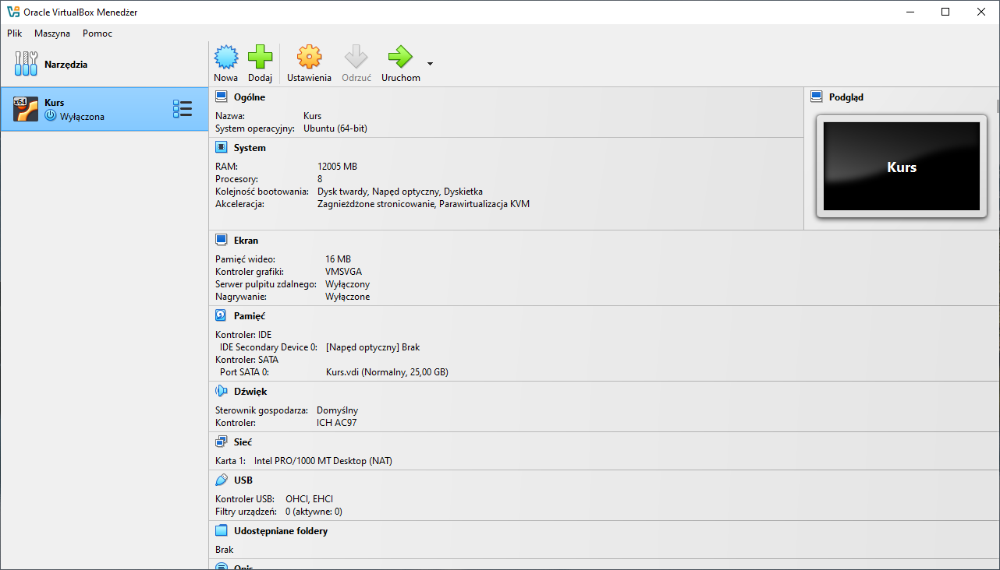 Oracle VirtualBox Menedżer
Plik Maszyna Pomoc
Narzędzia
x64
Kurs
Wyłączona
Nowa Dodaj Ustawienia Odrzuć Uruchom
Ogólne
Nazwa: Kurs
System operacyjny: Ubuntu (64-bit)
System
RAM: 12005 MB
Procesory: 8
Kolejność bootowania: Dysk twardy, Napęd optyczny, Dyskietka
Akceleracja: Zagnieżdżone stronicowanie, Parawirtualizacja KVM
Podgląd
Kurs
Ekran
Pamięć wideo: 16 MB
Kontroler grafiki: VMSVGA
Serwer pulpitu zdalnego: Wyłączony
Nagrywanie: Wyłączone
Pamięć
Kontroler: IDE
IDE Secondary Device 0: [Napęd optyczny] Brak
Kontroler: SATA
Port SATA 0: Kurs.vdi (Normalny, 25,00 GB)
Dźwięk
Sterownik gospodarza: Domyślny
Kontroler: ICH AC97
Sieć
Karta 1: Intel PRO/1000 MT Desktop (NAT)
USB
Kontroler USB: OHCI, EHCI
Filtry urządzeń: 0 (aktywne: 0)
Udostępniane foldery
Brak
Opis